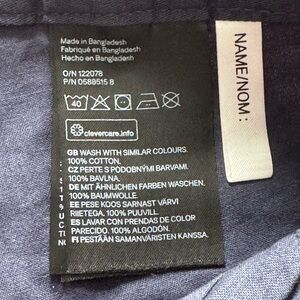 Made in Bangladesh
Fabriqué en Bangladesh
Hecho en Bangladesh
O/N 122078
P/N 0588515 8
40
clevercare.info
GB WASH WITH SIMILAR COLOURS.
100% COTTON.
CZ PERTE S PODOBNÝMI BARVAMI.
100% BAVLNA.
DE MIT ÄHNLICHEN FARBEN WASCHEN.
100% BAUMWOLLE.
EE PESE KOOS SARNAST VÄRVI
RIIETEGA. 100% PUUVILL.
ES LAVAR CON PRENDAS DE COLOR
PARECIDO. 100% ALGODÓN.
FI PESTÄÄN SAMANVÄRISTEN KANSSA.
NAME/NOM :